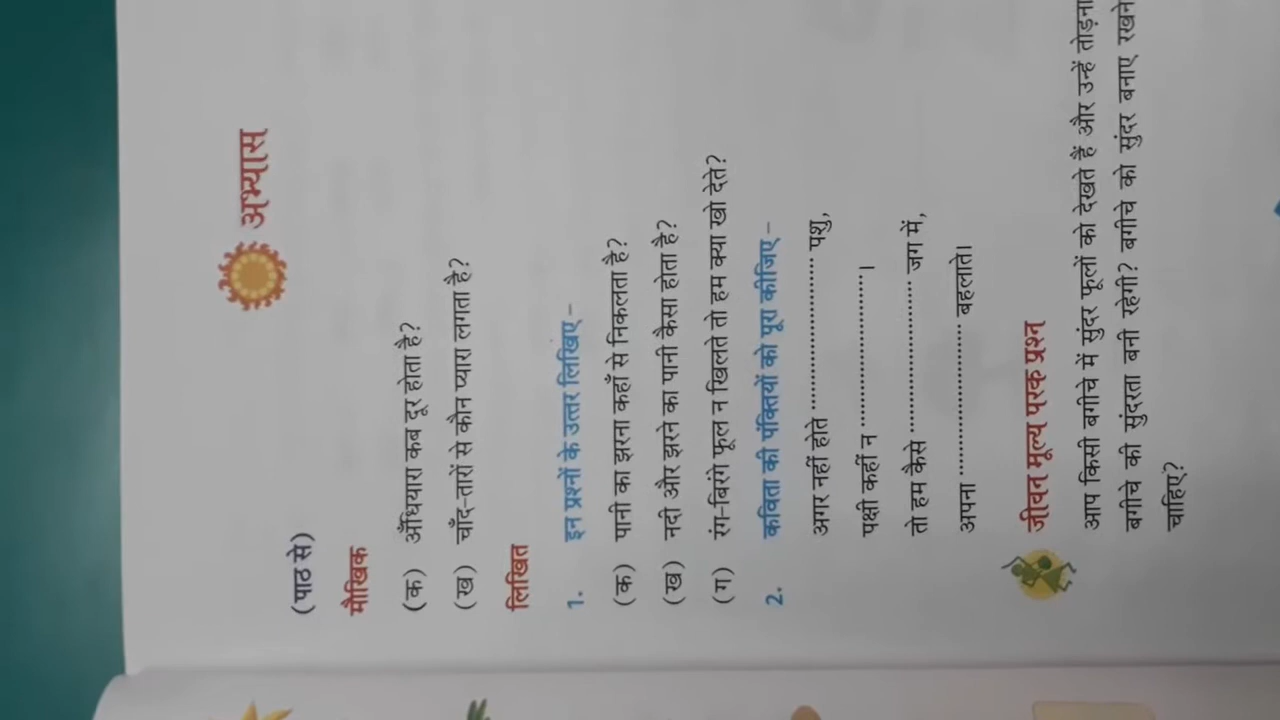 अभ्यास
(पाठ से)
मौखिक
(क) अँधियारा कब दूर होता है?
(ख) चाँद-तारों से कौन प्यारा लगता है?
लिखित
1. इन प्रश्नों के उत्तर लिखिए –
(क) पानी का झरना कहाँ से निकलता है?
(ख) नदी और झरने का पानी कैसा होता है?
(ग) रंग-बिरंगे फूल न खिलते तो हम क्या खो देते?
2. कविता की पंक्तियों को पूरा कीजिए –
अगर नहीं होते ........................ पशु,
पक्षी कहीं न ........................।
तो हम कैसे ........................ जग में,
अपना ........................ बहलाते।
जीवन मूल्य परक प्रश्न
आप किसी बगीचे में सुंदर फूलों को देखते हैं और उन्हें तोड़ना
बगीचे की सुंदरता बनी रहेगी? बगीचे को सुंदर बनाए रखने
चाहिए?